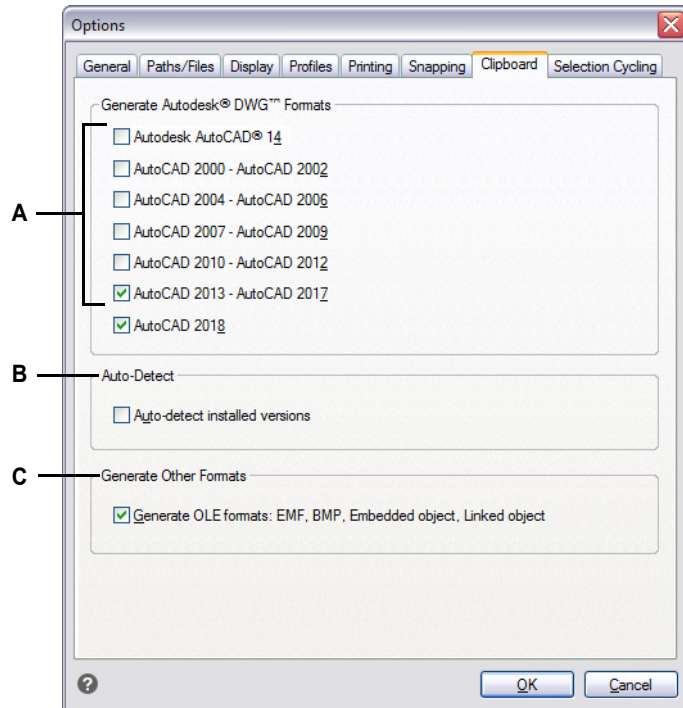 Options
General Paths/Files Display Profiles Printing Snapping Clipboard Selection Cycling
Generate Autodesk® DWG™ Formats
Autodesk AutoCAD® 14
AutoCAD 2000 - AutoCAD 2002
A
AutoCAD 2004 - AutoCAD 2006
AutoCAD 2007 - AutoCAD 2009
AutoCAD 2010 - AutoCAD 2012
AutoCAD 2013 - AutoCAD 2017
AutoCAD 2018
B
Auto-Detect
Auto-detect installed versions
C
Generate Other Formats
Generate OLE formats: EMF, BMP, Embedded object, Linked object
?
OK Cancel